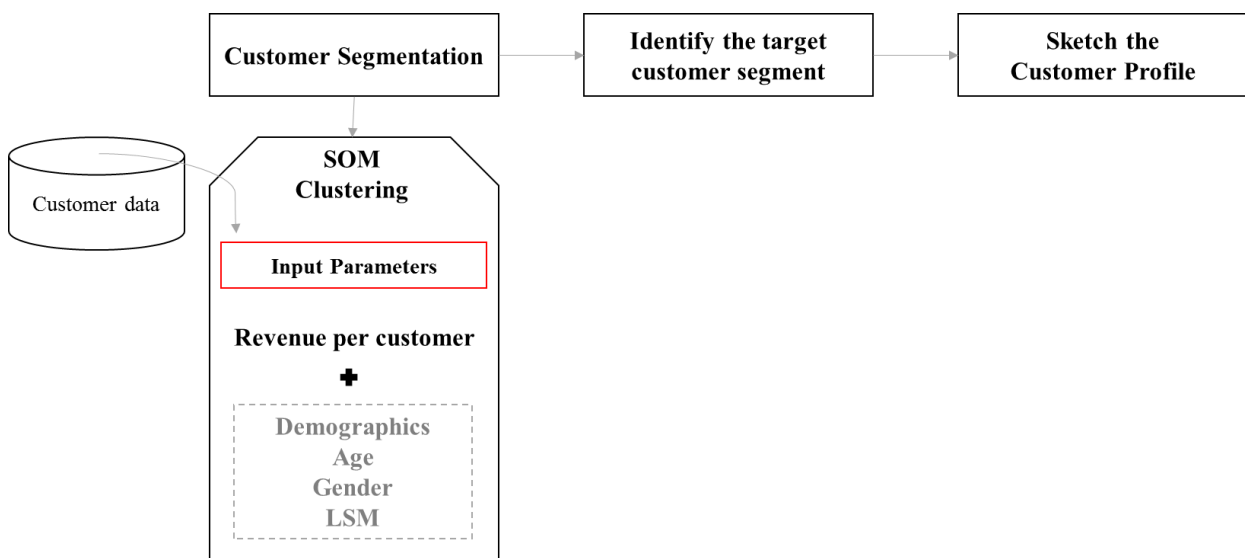 Customer Segmentation
Identify the target
customer segment
Sketch the
Customer Profile
SOM
Clustering
Customer data
Input Parameters
Revenue per customer
Demographics
Age
Gender
LSM